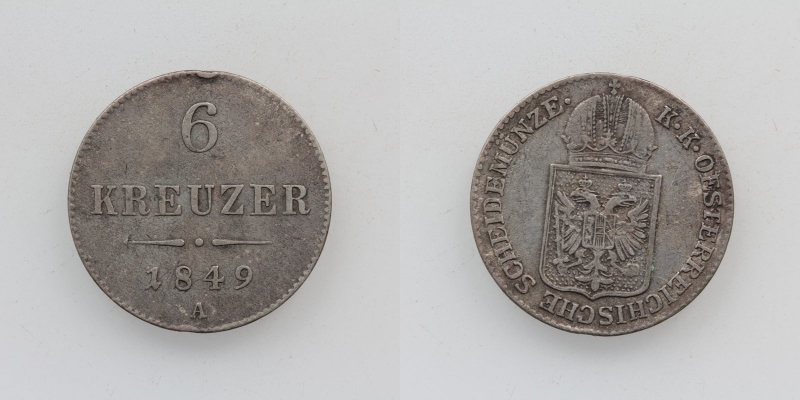 6
KREUZER
1849
A
K.K.OESTERREICHISCHE SCHEIDEMÜNZE.